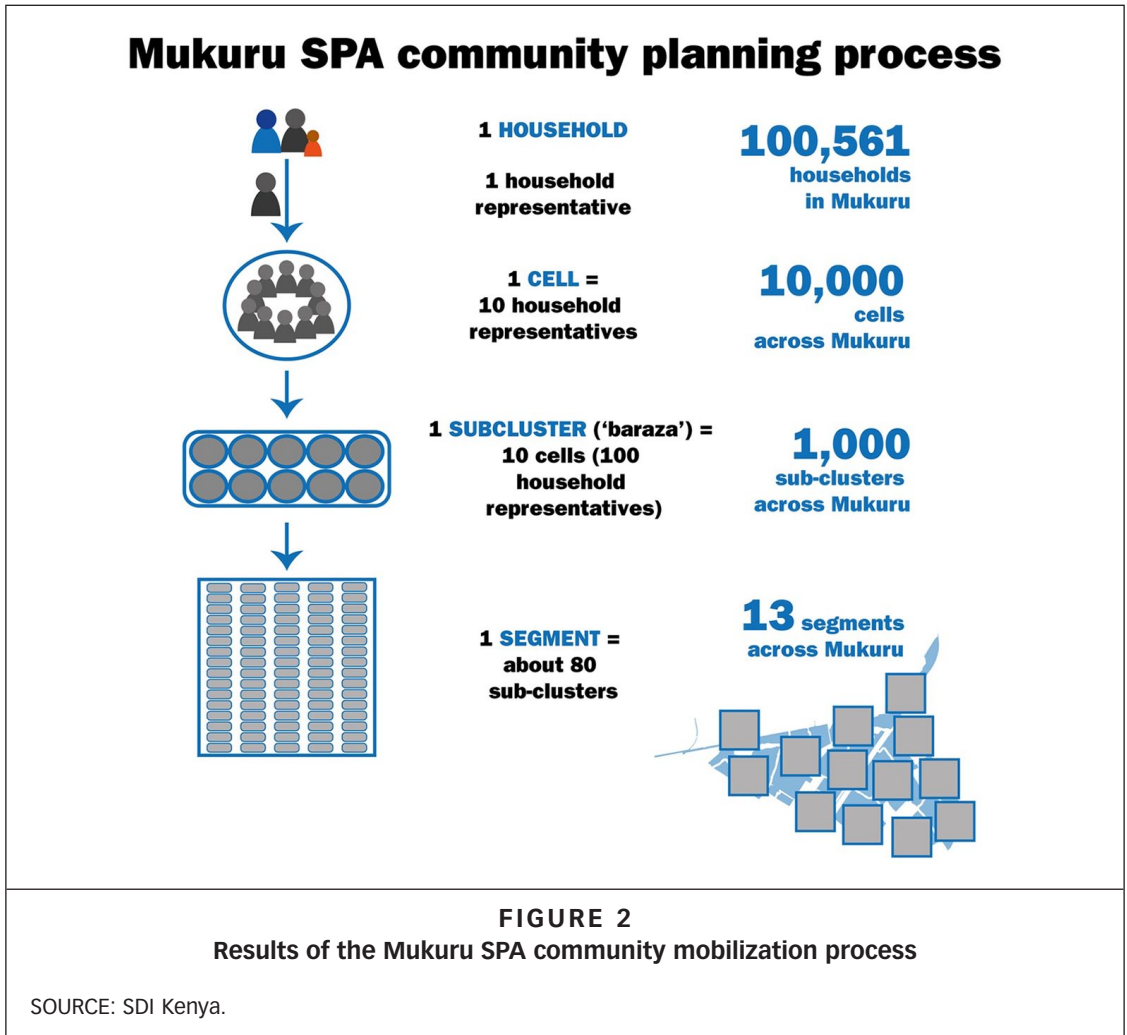 Mukuru SPA community planning process
1 HOUSEHOLD
1 household
representative
100,561
households
in Mukuru
1 CELL =
10 household
representatives
10,000
cells
across Mukuru
1 SUBCLUSTER (‘baraza’) =
10 cells (100
household
representatives)
1,000
sub-clusters
across Mukuru
1 SEGMENT =
about 80
sub-clusters
13 segments
across Mukuru
FIGURE 2
Results of the Mukuru SPA community mobilization process
SOURCE: SDI Kenya.